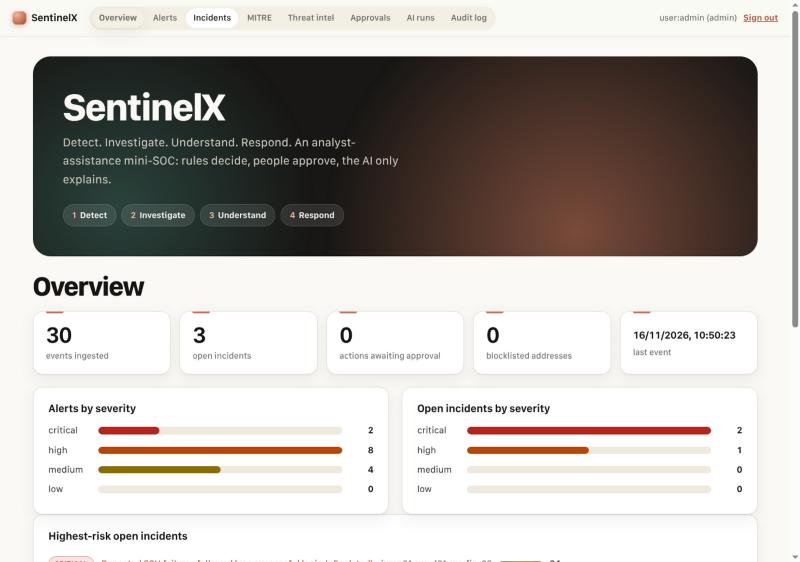 SentinelX Overview Alerts Incidents MITRE Threat intel Approvals AI runs Audit log user:admin (admin) Sign out
SentinelX
Detect. Investigate. Understand. Respond. An analyst-
assistance mini-SOC: rules decide, people approve, the AI only
explains.
1 Detect 2 Investigate 3 Understand 4 Respond
Overview
30
events ingested
3
open incidents
0
actions awaiting approval
0
blocklisted addresses
16/11/2026, 10:50:23
last event
Alerts by severity
critical 2
high 8
medium 4
low 0
Open incidents by severity
critical 2
high 1
medium 0
low 0
Highest-risk open incidents